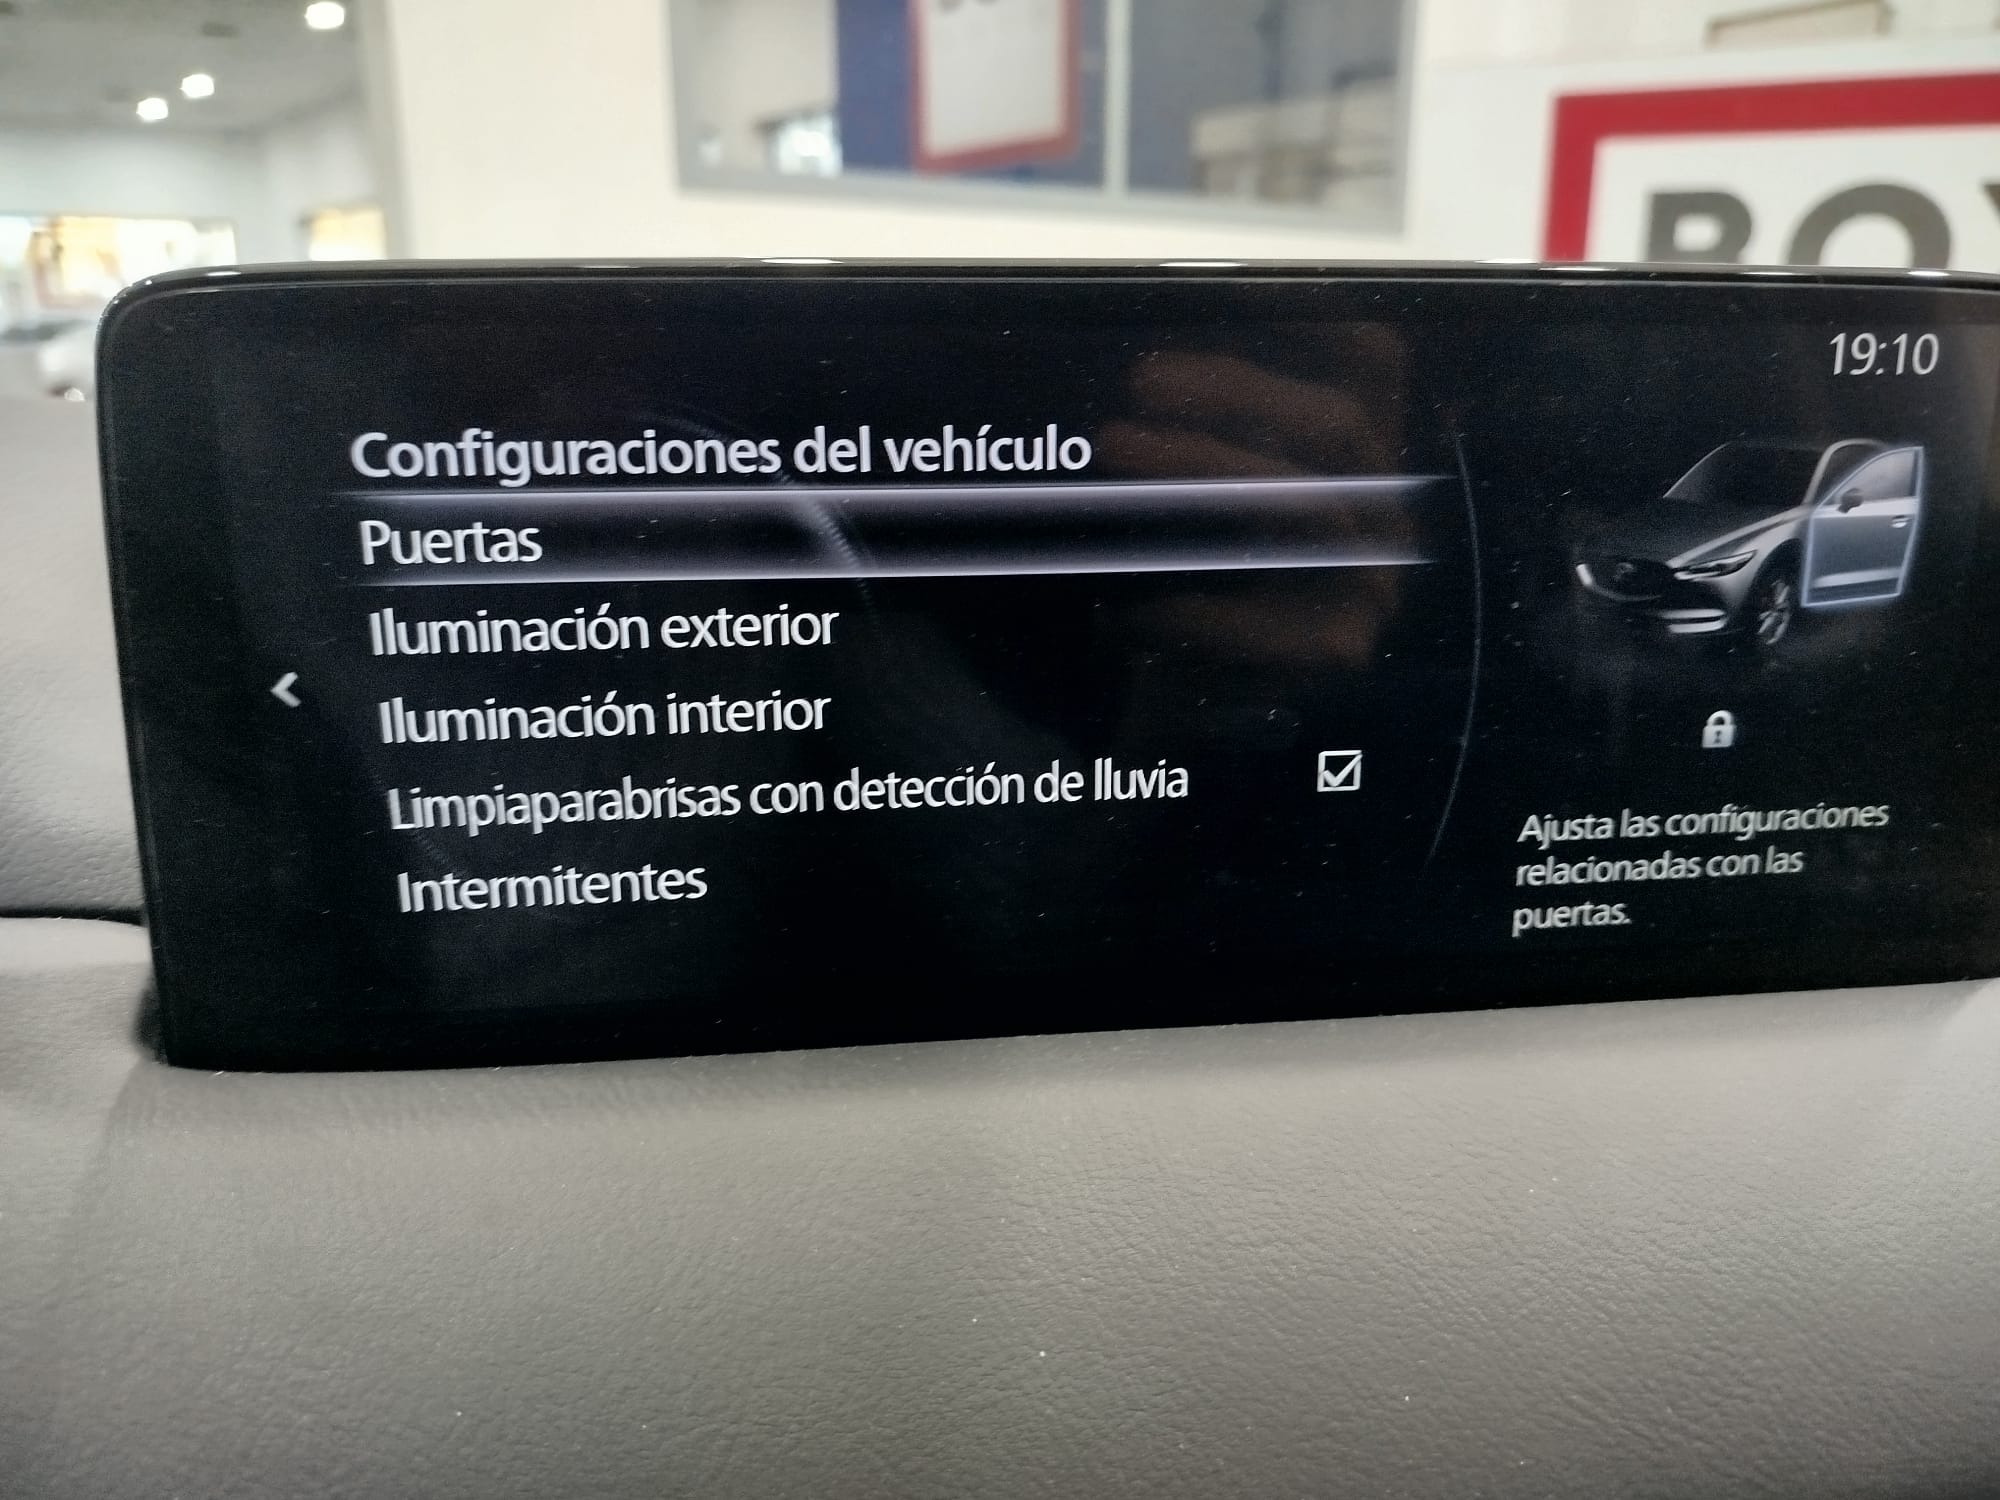 19:10
Configuraciones del vehículo
Puertas
Iluminación exterior
Iluminación interior
Limpiaparabrisas con detección de lluvia
Intermitentes
Ajusta las configuraciones
relacionadas con las
puertas.